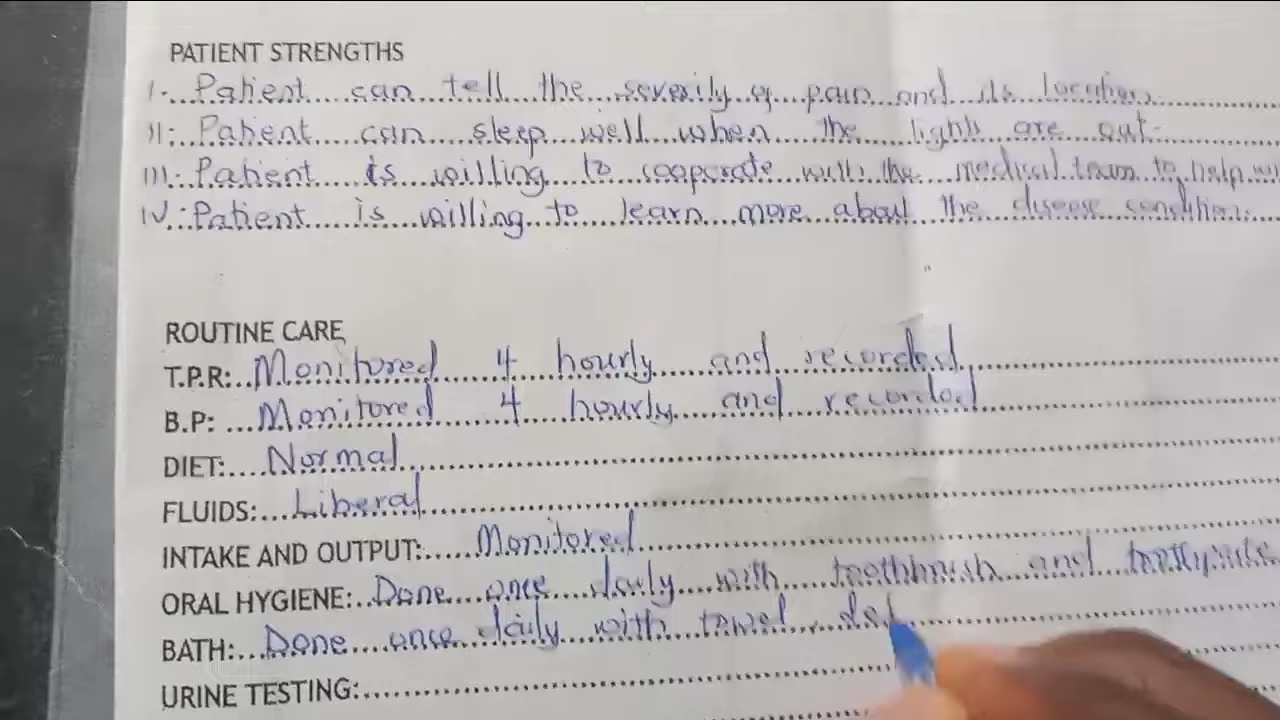 PATIENT STRENGTHS
I. Patient can tell the severity of pain and its location
II: Patient can sleep well when the lights are out.
III. Patient is willing to cooperate with the medical team to help wi
IV. Patient is willing to learn more about the disease condition.
ROUTINE CARE
T.P.R: Monitored 4 hourly and recorded
B.P: Monitored 4 hourly and recorded
DIET: Normal
FLUIDS: Liberal
INTAKE AND OUTPUT: Monitored
ORAL HYGIENE: Done once daily with toothbrush and
BATH: Done once daily with towel,
URINE TESTING: